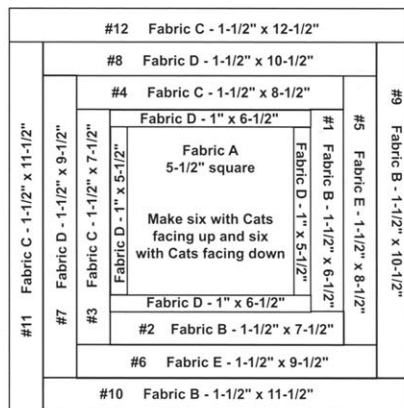 #12 Fabric C - 1-1/2" x 12-1/2"
#8 Fabric D - 1-1/2" x 10-1/2"
#4 Fabric C - 1-1/2" x 8-1/2"
Fabric D - 1" x 6-1/2"
#11 Fabric C - 1-1/2" x 11-1/2"
#7 Fabric D - 1-1/2" x 9-1/2"
#3 Fabric C - 1-1/2" x 7-1/2"
Fabric D - 1" x 5-1/2"
Fabric A
5-1/2" square
Make six with Cats
facing up and six
with Cats facing down
Fabric D - 1" x 5-1/2"
#1 Fabric B - 1-1/2" x 6-1/2"
#5 Fabric E - 1-1/2" x 8-1/2"
#9 Fabric B - 1-1/2" x 10-1/2"
Fabric D - 1" x 6-1/2"
#2 Fabric B - 1-1/2" x 7-1/2"
#6 Fabric E - 1-1/2" x 9-1/2"
#10 Fabric B - 1-1/2" x 11-1/2"